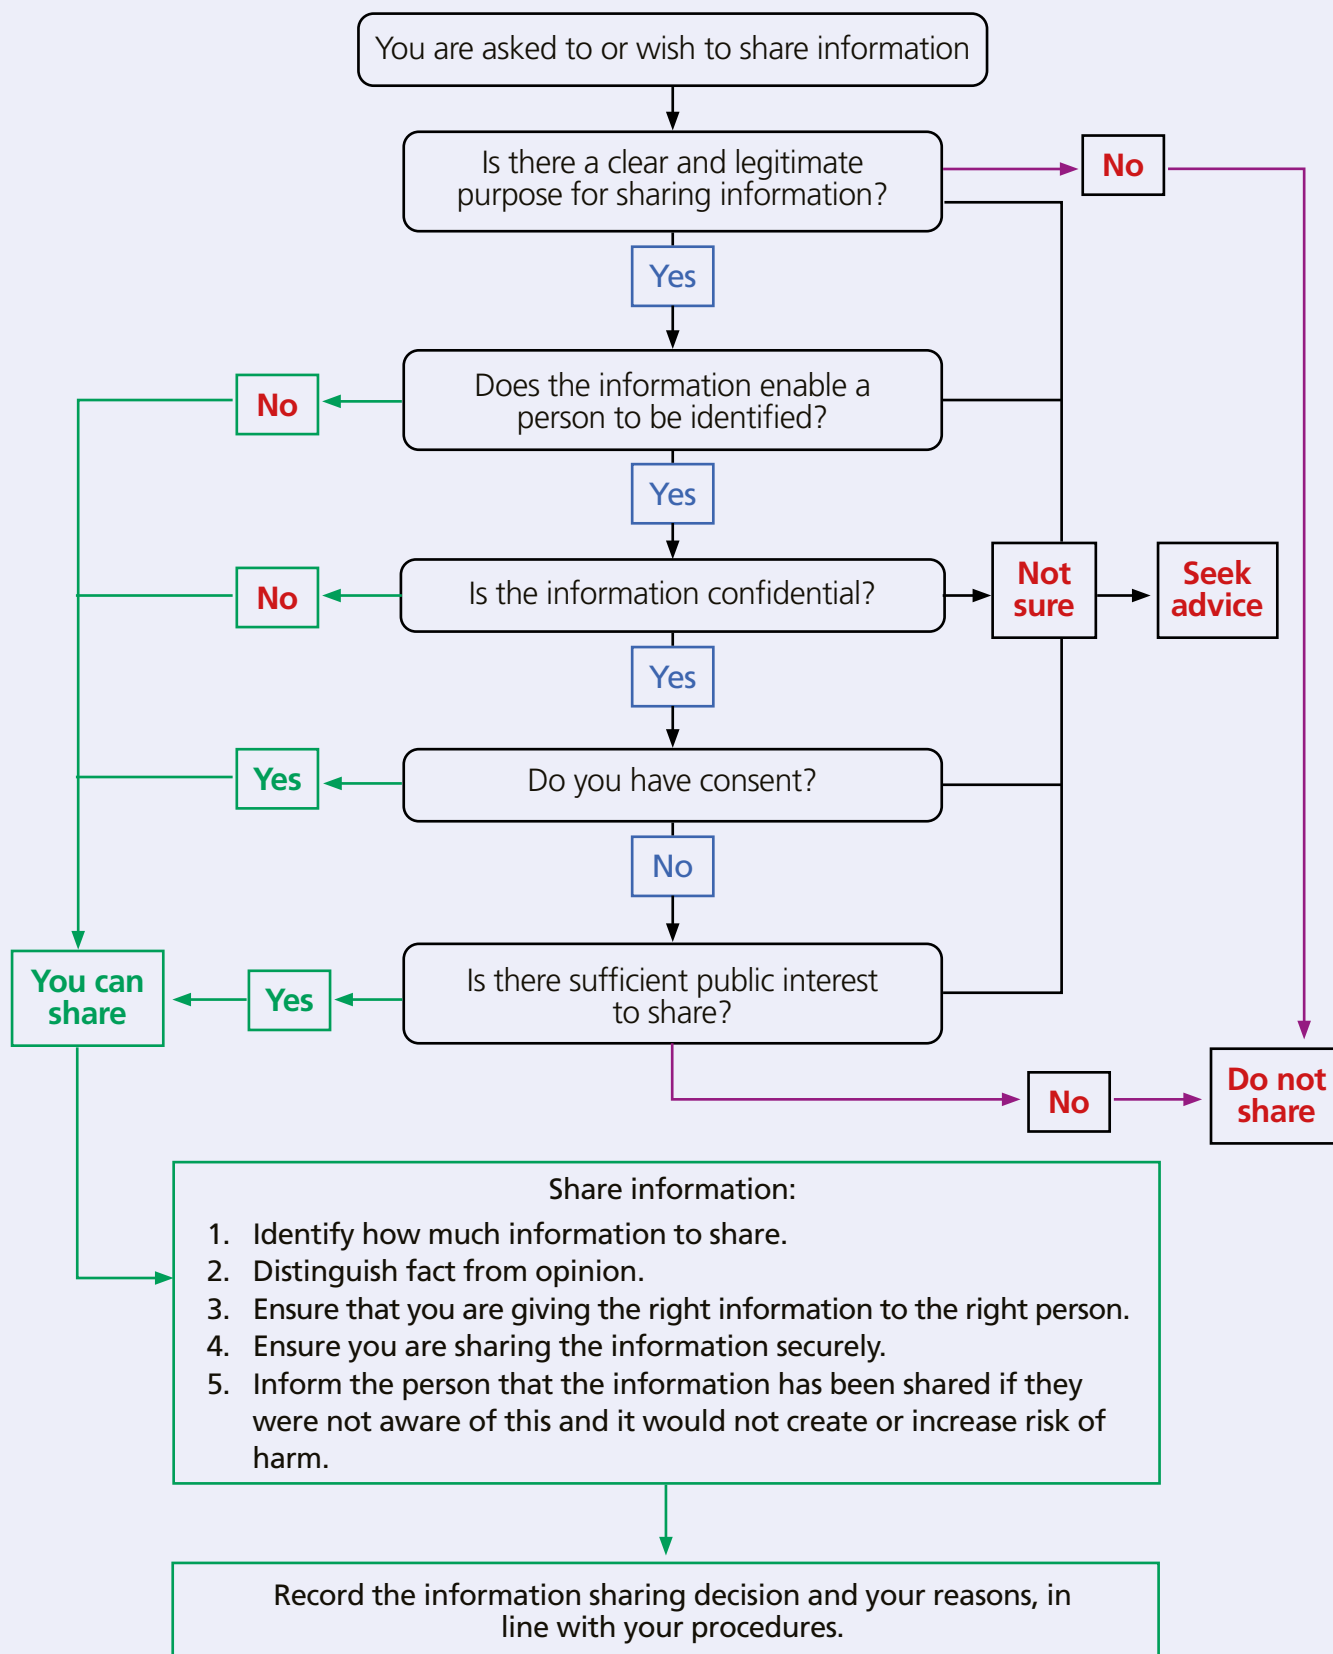 You are asked to or wish to share information
Is there a clear and legitimate
purpose for sharing information?
No
Yes
Does the information enable a
person to be identified?
No
Yes
Is the information confidential?
No
Not
sure
Seek
advice
Yes
Do you have consent?
Yes
No
Is there sufficient public interest
to share?
Yes
You can
share
No
Do not
share
Share information:
1. Identify how much information to share.
2. Distinguish fact from opinion.
3. Ensure that you are giving the right information to the right person.
4. Ensure you are sharing the information securely.
5. Inform the person that the information has been shared if they
were not aware of this and it would not create or increase risk of
harm.
Record the information sharing decision and your reasons, in
line with your procedures.